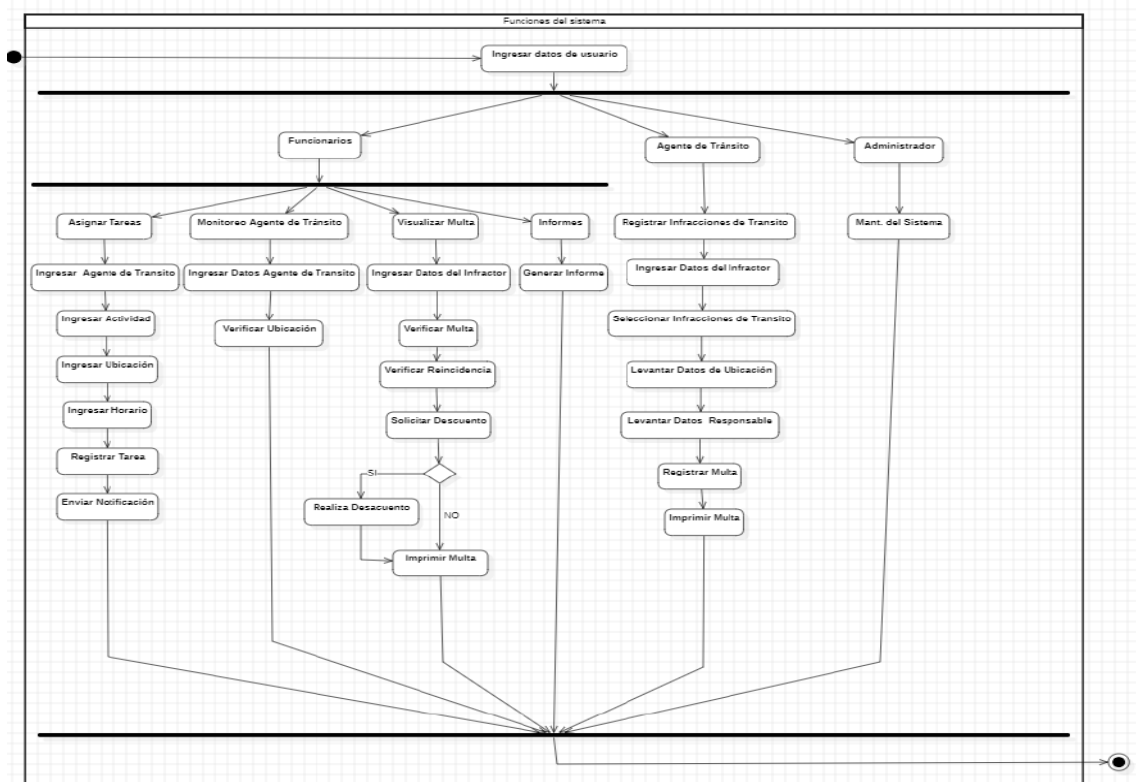 Funciones del sistema
Ingresar datos de usuario
Funcionarios
Agente de Tránsito
Administrador
Asignar Tareas
Monitoreo Agente de Tránsito
Visualizar Multa
Informes
Registrar Infracciones de Transito
Mant. del Sistema
Ingresar Agente de Transito
Ingresar Datos Agente de Transito
Ingresar Datos del Infractor
Generar Informe
Ingresar Datos del Infractor
Ingresar Actividad
Verificar Ubicación
Verificar Multa
Seleccionar Infracciones de Transito
Ingresar Ubicación
Verificar Reincidencia
Levantar Datos de Ubicación
Ingresar Horario
Solicitar Descuento
Levantar Datos Responsable
Registrar Tarea
SI
Registrar Multa
Enviar Notificación
Realiza Desacuento
NO
Imprimir Multa
Imprimir Multa